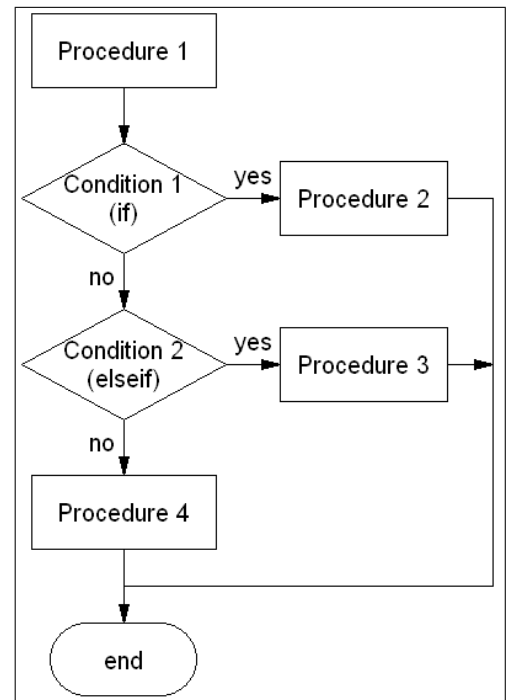 Procedure 1
Condition 1
(if)
yes
Procedure 2
no
Condition 2
(elseif)
yes
Procedure 3
no
Procedure 4
end